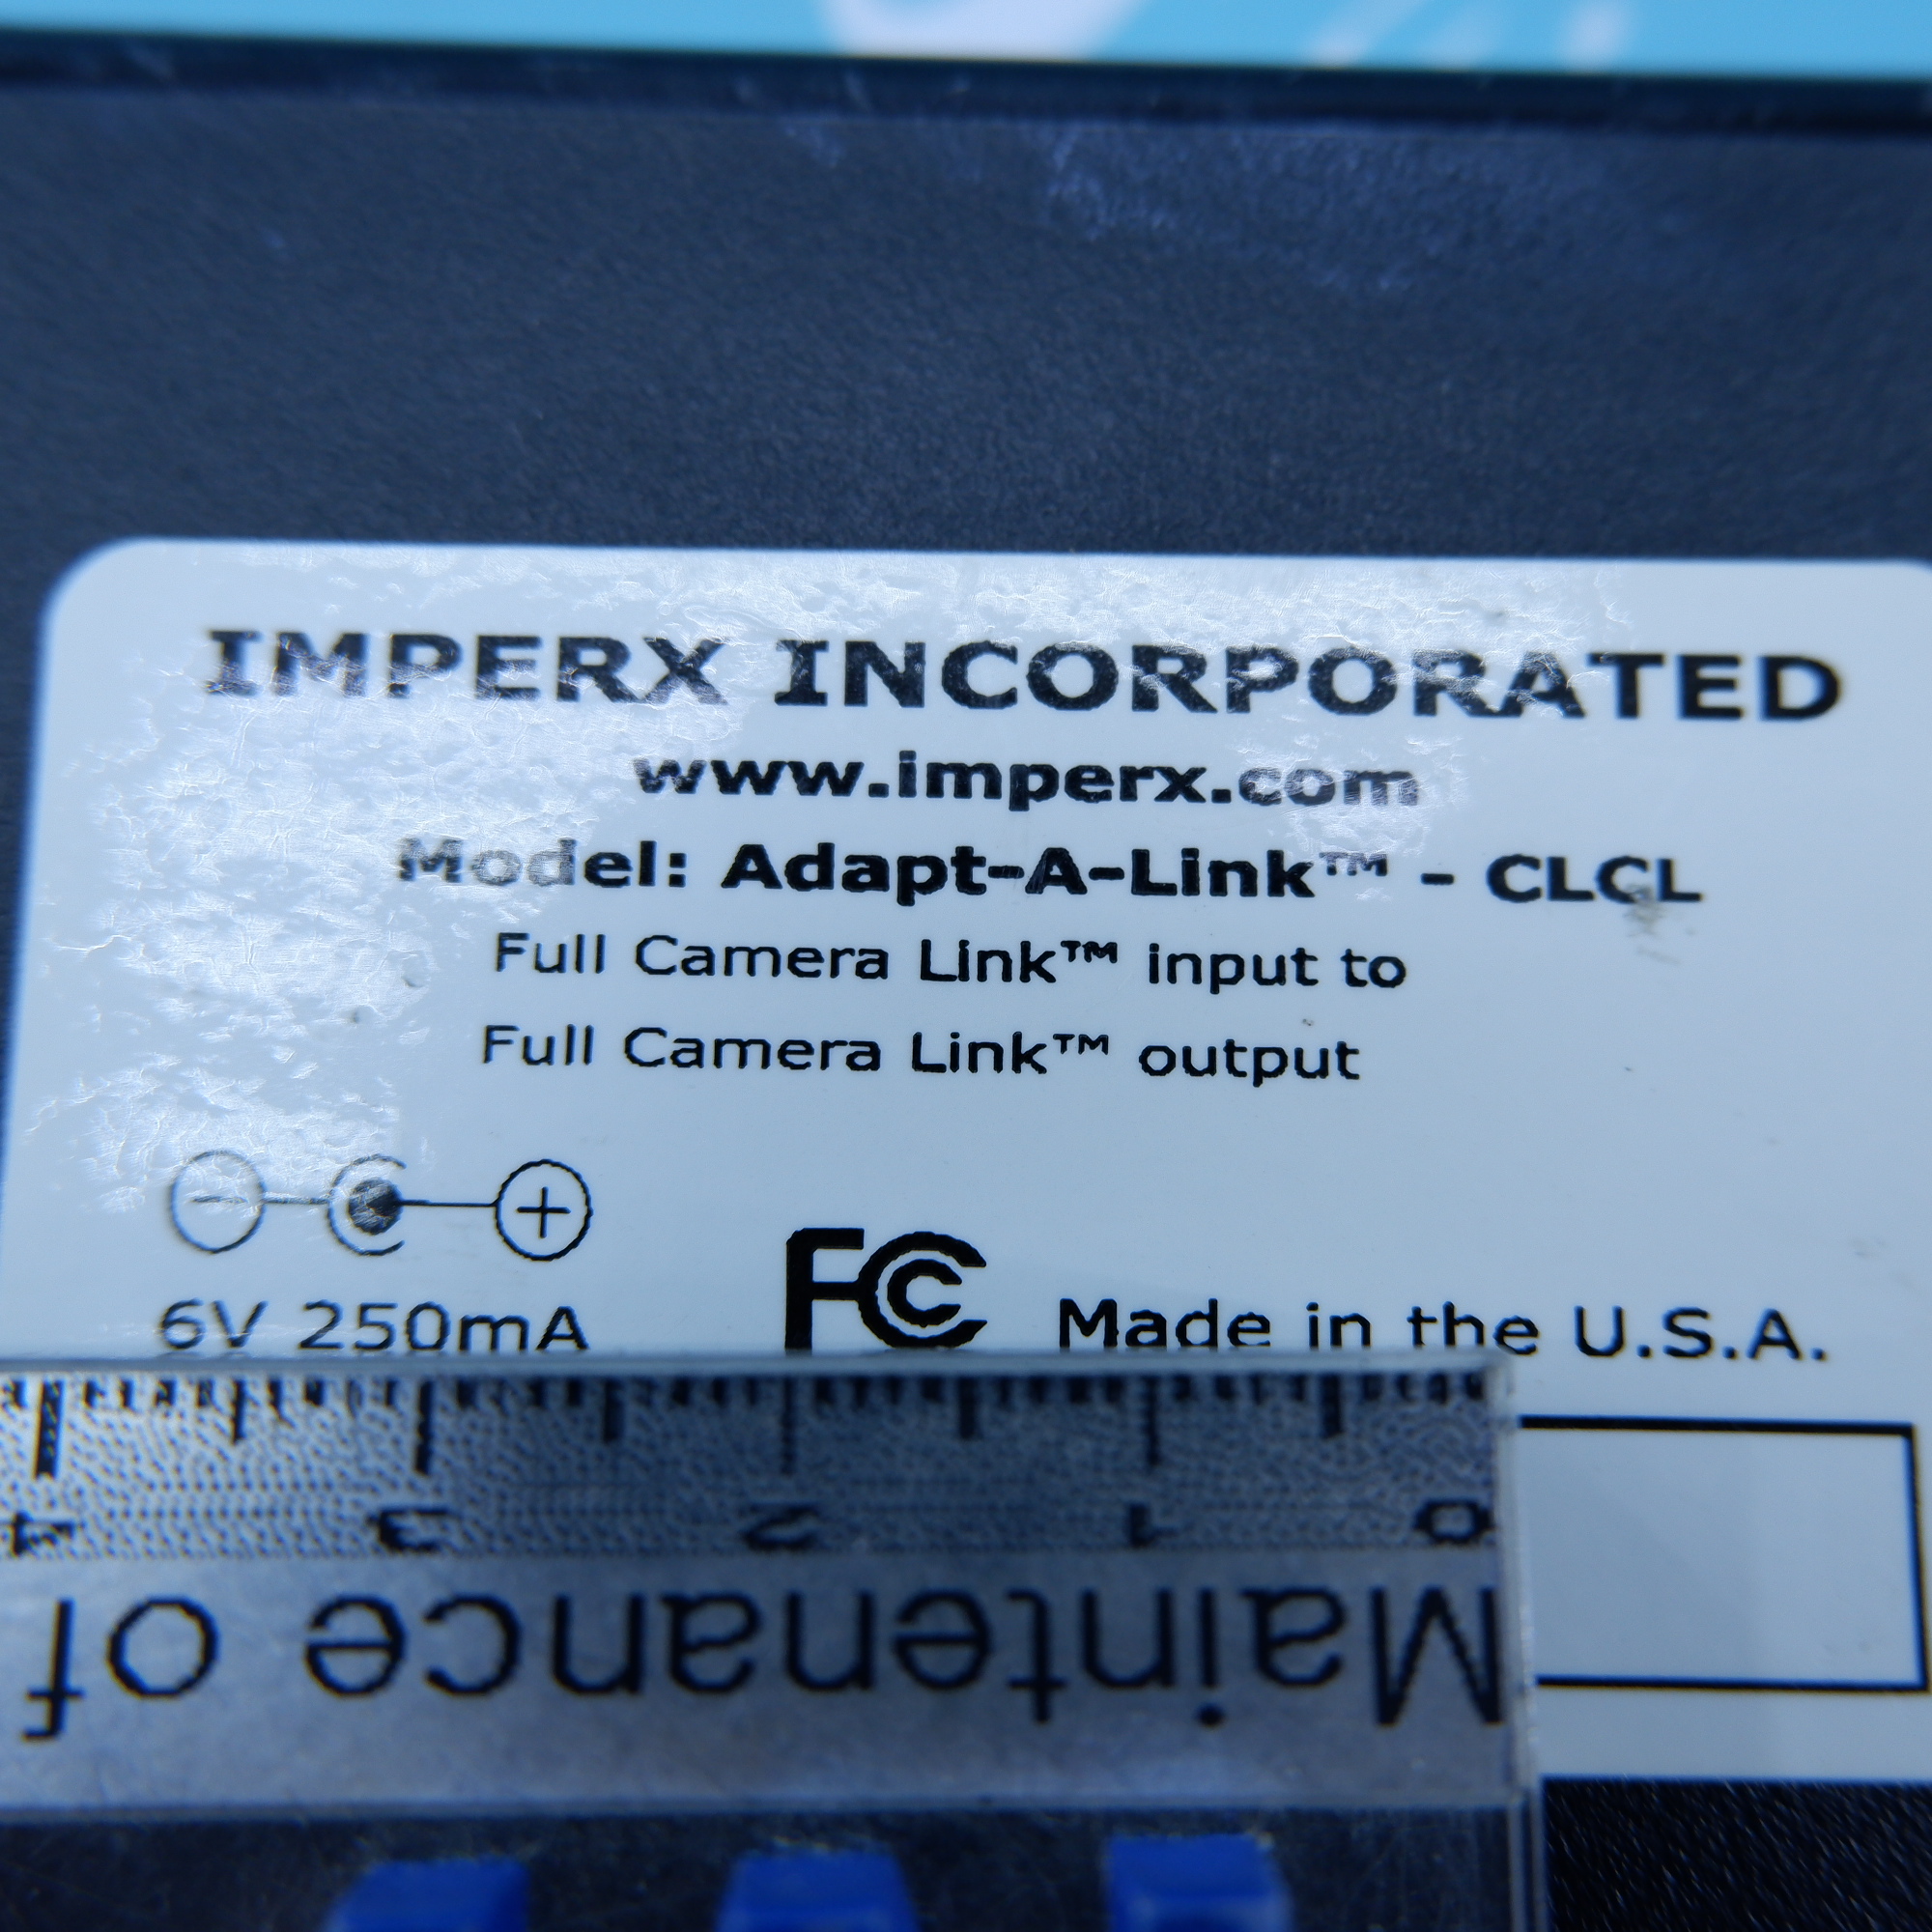 IMPERX INCORPORATED
www.imperx.com
Model: Adapt-A-Link™ - CLCL
Full Camera Link™ input to
Full Camera Link™ output
6V 250mA
FC Made in the U.S.A.
4 3 2 1 0
Maintenance of